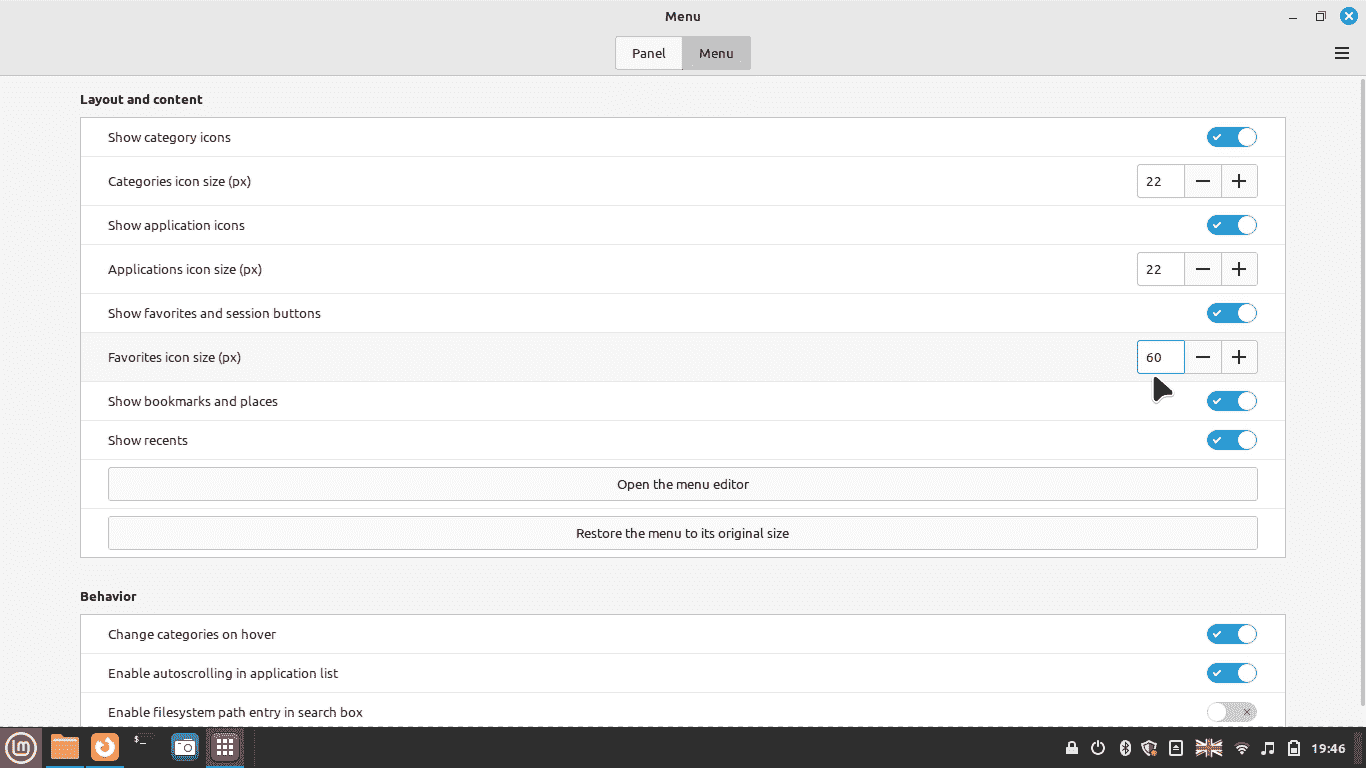 Menu
Panel Menu
Layout and content
Show category icons
Categories icon size (px) 22
Show application icons
Applications icon size (px) 22
Show favorites and session buttons
Favorites icon size (px) 60
Show bookmarks and places
Show recents
Open the menu editor
Restore the menu to its original size
Behavior
Change categories on hover
Enable autoscrolling in application list
Enable filesystem path entry in search box
19:46